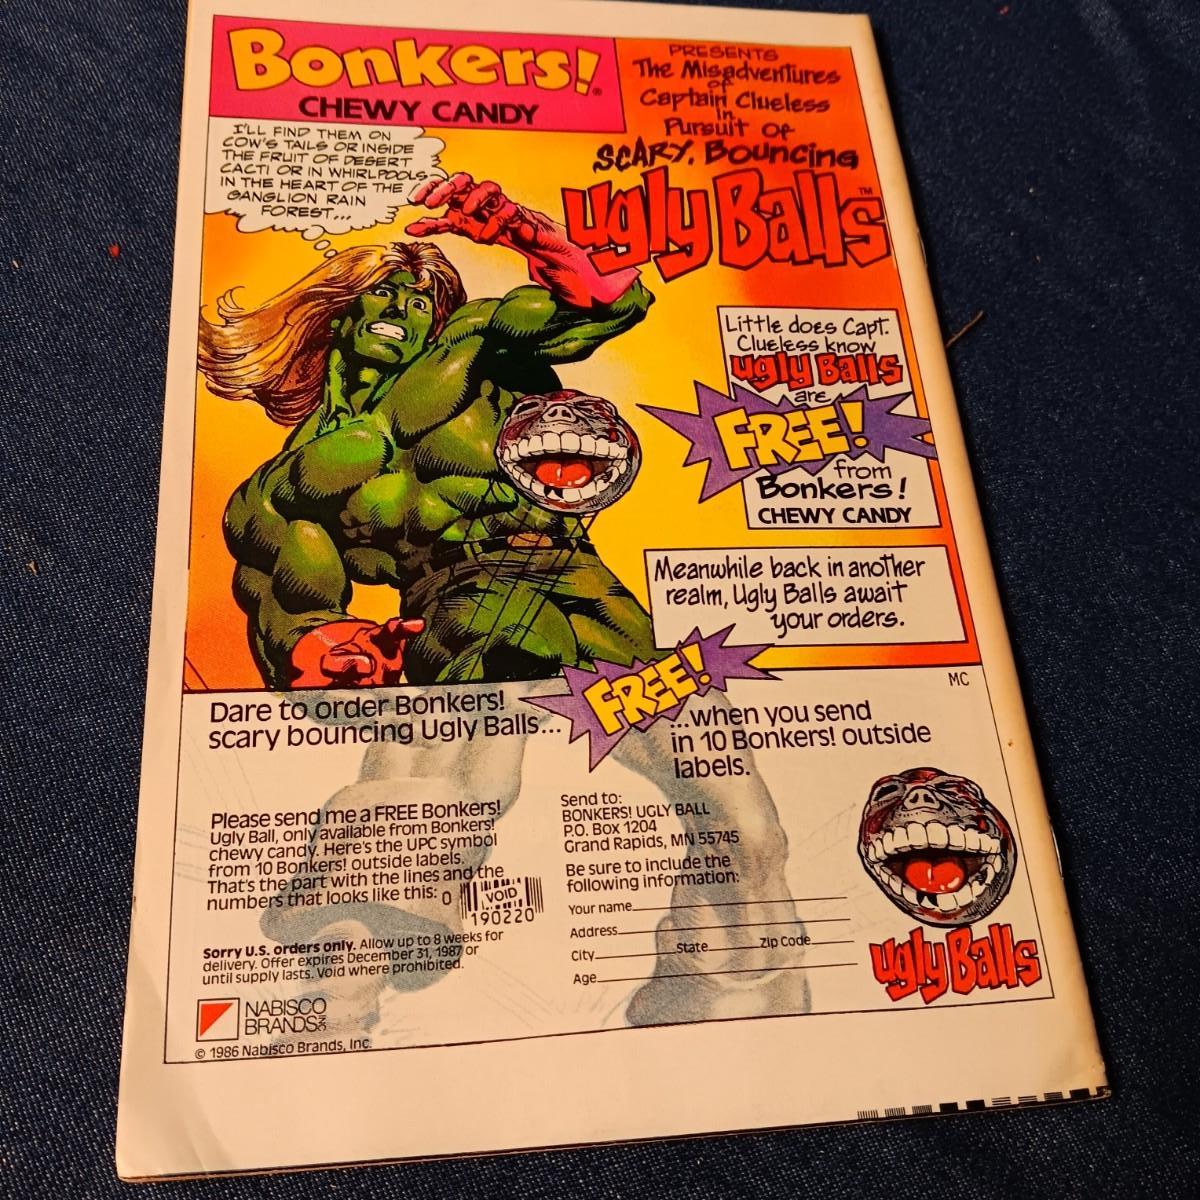 Bonkers!®
CHEWY CANDY
PRESENTS
The Misadventures
of
Captain Clueless
in
Pursuit of
SCARY, Bouncing
Ugly Balls™
I'LL FIND THEM ON
COW'S TAILS OR INSIDE
THE FRUIT OF DESERT
CACTI OR IN WHIRLPOOLS
IN THE HEART OF THE
GANGLION RAIN
FOREST...
Little does Capt.
Clueless know
Ugly Balls
are
FREE!
from
Bonkers!
CHEWY CANDY
Meanwhile back in another
realm, Ugly Balls await
your orders.
MC
Dare to order Bonkers!
scary bouncing Ugly Balls...
FREE!
...when you send
in 10 Bonkers! outside
labels.
Please send me a FREE Bonkers!
Ugly Ball, only available from Bonkers!
chewy candy. Here's the UPC symbol
from 10 Bonkers! outside labels.
That's the part with the lines and the
numbers that looks like this: 0
VOID
190220
Sorry U.S. orders only. Allow up to 8 weeks for
delivery. Offer expires December 31, 1987 or
until supply lasts. Void where prohibited.
NABISCO
BRANDS INC
© 1986 Nabisco Brands, Inc.
Send to:
BONKERS! UGLY BALL
P.O. Box 1204
Grand Rapids, MN 55745
Be sure to include the
following information:
Your name
Address
City State Zip Code
Age
Ugly Balls